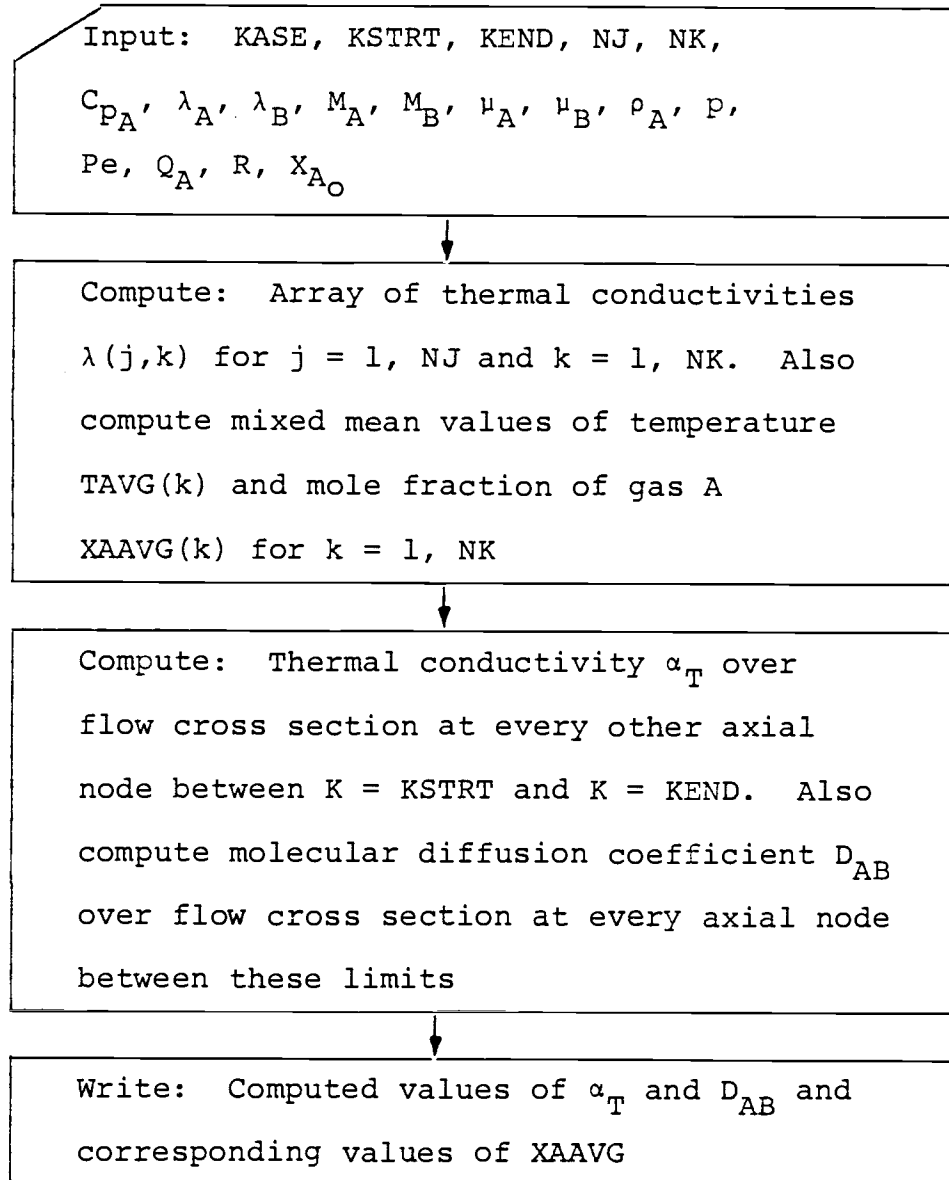 Input: KASE, KSTRT, KEND, NJ, NK,
C_{p_A}, λ_A, λ_B, M_A, M_B, μ_A, μ_B, ρ_A, p,
Pe, Q_A, R, X_{A_O}
Compute: Array of thermal conductivities
λ(j,k) for j = 1, NJ and k = 1, NK. Also
compute mixed mean values of temperature
TAVG(k) and mole fraction of gas A
XAAVG(k) for k = 1, NK
Compute: Thermal conductivity α_T over
flow cross section at every other axial
node between K = KSTRT and K = KEND. Also
compute molecular diffusion coefficient D_{AB}
over flow cross section at every axial node
between these limits
Write: Computed values of α_T and D_{AB} and
corresponding values of XAAVG